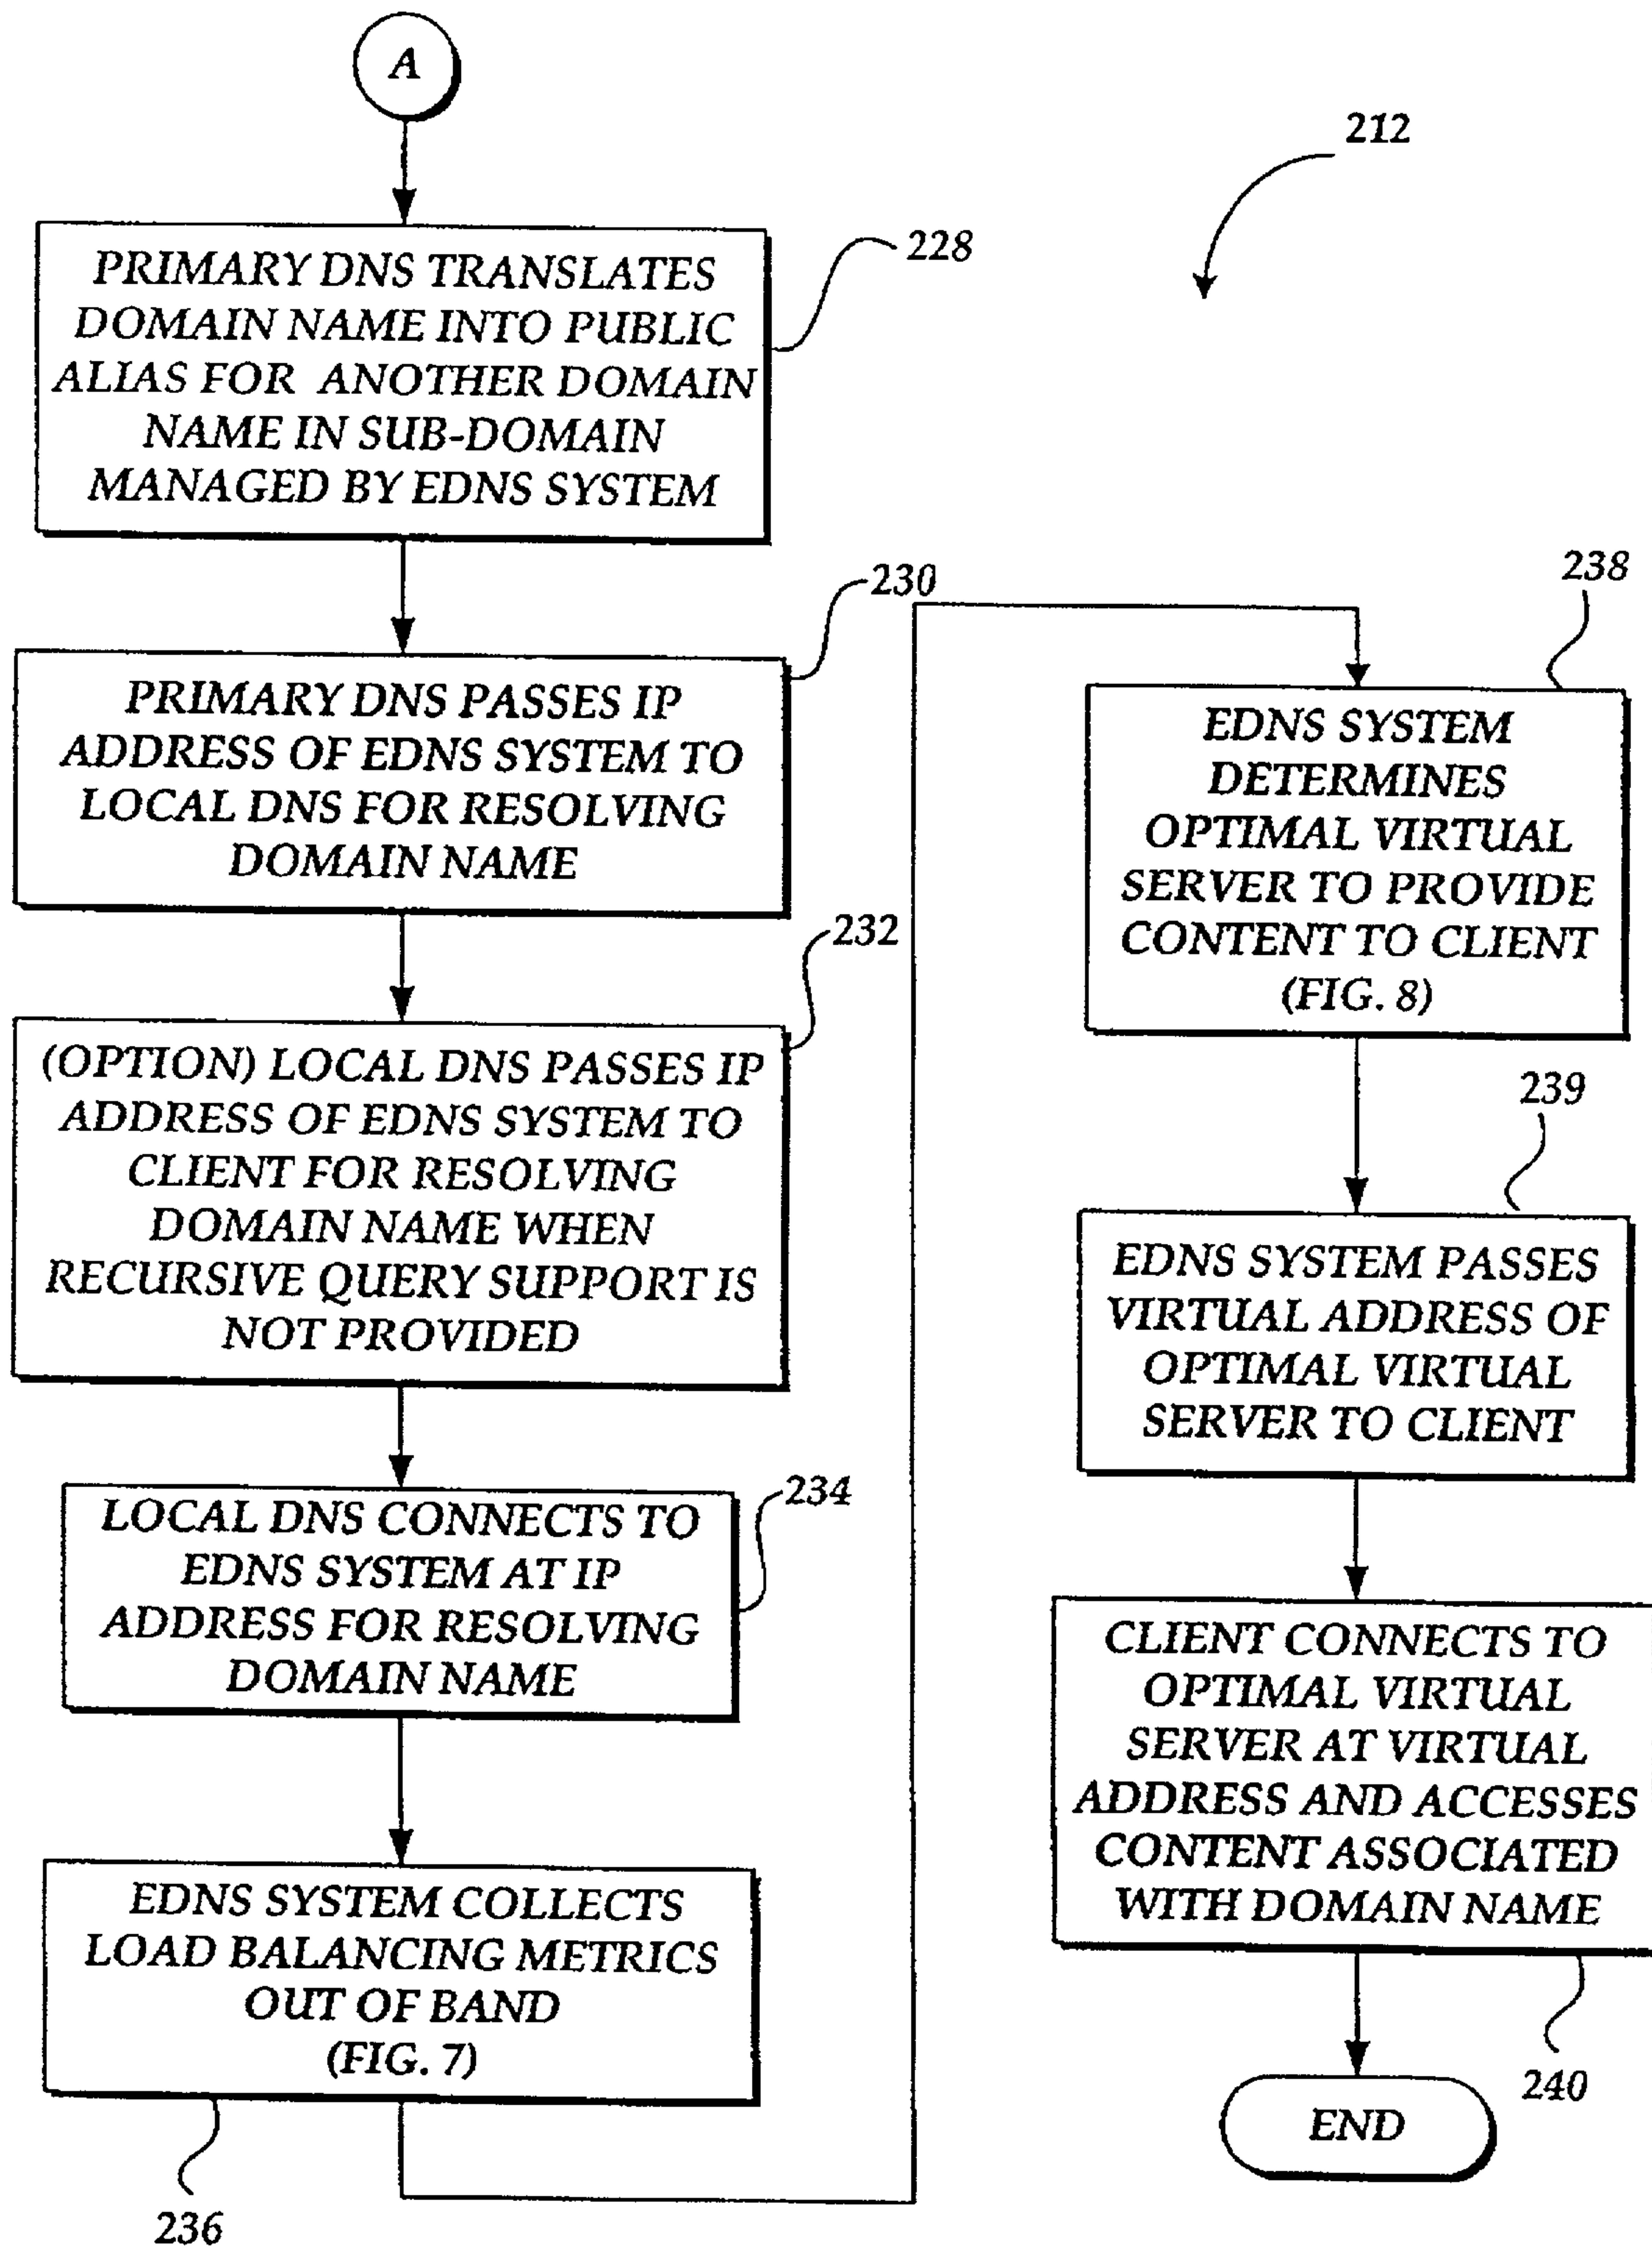 A
212
PRIMARY DNS TRANSLATES
DOMAIN NAME INTO PUBLIC
ALIAS FOR ANOTHER DOMAIN
NAME IN SUB-DOMAIN
MANAGED BY EDNS SYSTEM
228
PRIMARY DNS PASSES IP
ADDRESS OF EDNS SYSTEM TO
LOCAL DNS FOR RESOLVING
DOMAIN NAME
230
(OPTION) LOCAL DNS PASSES IP
ADDRESS OF EDNS SYSTEM TO
CLIENT FOR RESOLVING
DOMAIN NAME WHEN
RECURSIVE QUERY SUPPORT IS
NOT PROVIDED
232
LOCAL DNS CONNECTS TO
EDNS SYSTEM AT IP
ADDRESS FOR RESOLVING
DOMAIN NAME
234
EDNS SYSTEM COLLECTS
LOAD BALANCING METRICS
OUT OF BAND
(FIG. 7)
236
238
EDNS SYSTEM
DETERMINES
OPTIMAL VIRTUAL
SERVER TO PROVIDE
CONTENT TO CLIENT
(FIG. 8)
239
EDNS SYSTEM PASSES
VIRTUAL ADDRESS OF
OPTIMAL VIRTUAL
SERVER TO CLIENT
CLIENT CONNECTS TO
OPTIMAL VIRTUAL
SERVER AT VIRTUAL
ADDRESS AND ACCESSES
CONTENT ASSOCIATED
WITH DOMAIN NAME
240
END